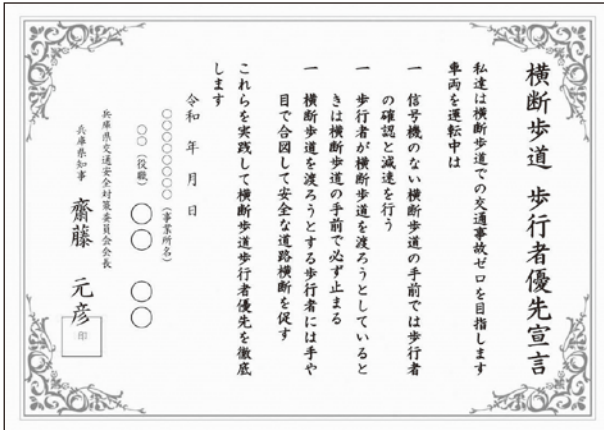 横断歩道 歩行者優先宣言
私達は横断歩道での交通事故ゼロを目指します
車両を運転中は
一 信号機のない横断歩道の手前では歩行者
の確認と減速を行う
一 歩行者が横断歩道を渡ろうとしていると
きは横断歩道の手前で必ず止まる
一 横断歩道を渡ろうとする歩行者には手や
目で合図して安全な道路横断を促す
これらを実践して横断歩道歩行者優先を徹底
します
令和 年 月 日
○○○○○○○○(事業所名)
○○(役職) ○○ ○○
兵庫県交通安全対策委員会会長
兵庫県知事 齋藤 元彦
印